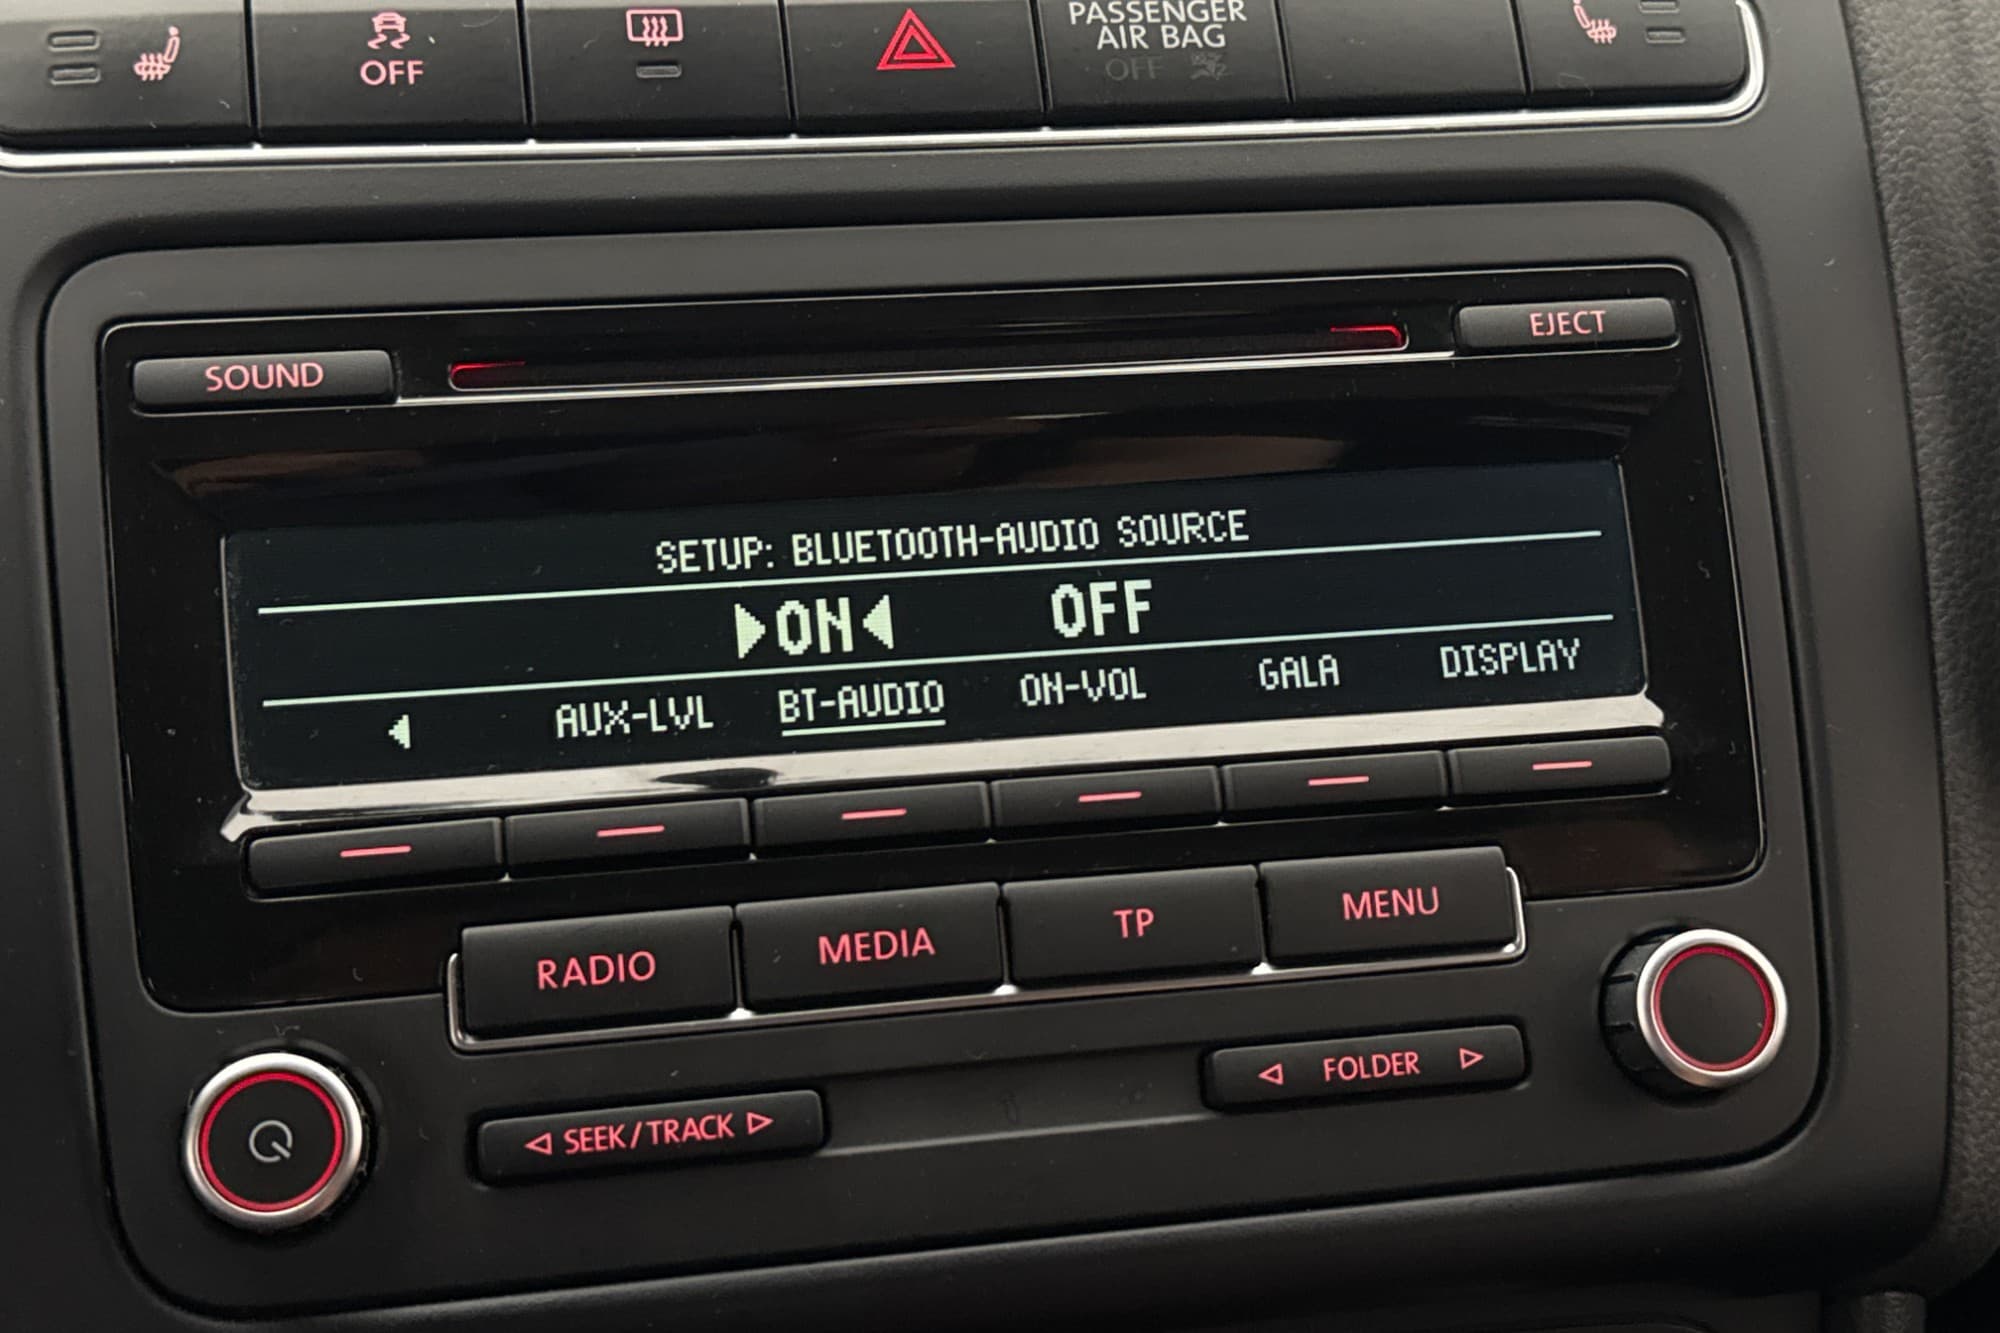 OFF
PASSENGER
AIR BAG
OFF
SOUND
EJECT
SETUP: BLUETOOTH-AUDIO SOURCE
ON OFF
AUX-LVL BT-AUDIO ON-VOL GALA DISPLAY
RADIO MEDIA TP MENU
SEEK/TRACK
FOLDER